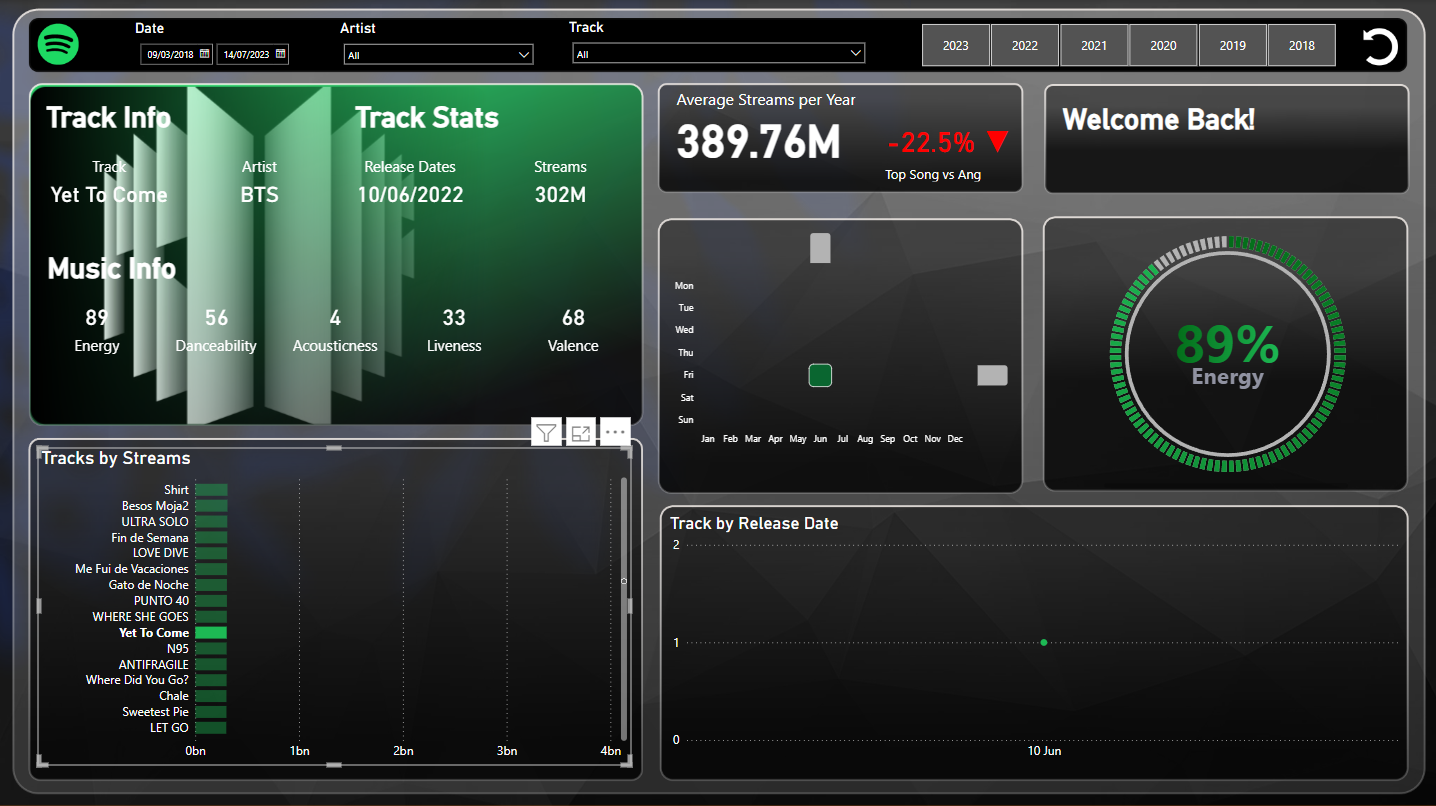 Date
Artist
Track
09/03/2018
14/07/2023
All
All
2023
2022
2021
2020
2019
2018
Track Info
Track Stats
Track
Artist
Release Dates
Streams
Yet To Come
BTS
10/06/2022
302M
Music Info
89
56
4
33
68
Energy
Danceability
Acousticness
Liveness
Valence
Average Streams per Year
389.76M
-22.5%
Top Song vs Ang
Welcome Back!
Mon
Tue
Wed
Thu
Fri
Sat
Sun
Jan Feb Mar Apr May Jun Jul Aug Sep Oct Nov Dec
89%
Energy
Tracks by Streams
Shirt
Besos Moja2
ULTRA SOLO
Fin de Semana
LOVE DIVE
Me Fui de Vacaciones
Gato de Noche
PUNTO 40
WHERE SHE GOES
Yet To Come
N95
ANTIFRAGILE
Where Did You Go?
Chale
Sweetest Pie
LET GO
0bn 1bn 2bn 3bn 4bn
Track by Release Date
2
1
0
10 Jun